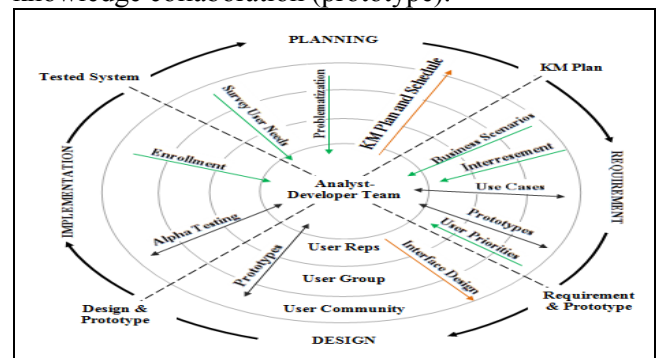 knowledge collaboration (prototype).
PLANNING
Tested System
KM Plan
Survey User Needs
Problematization
KM Plan and Schedule
Business Scenarios
Interresement
Enrollment
IMPLEMENTATION
REQUIREMENT
Analyst-
Developer Team
Use Cases
Prototypes
User Priorities
Alpha Testing
Prototypes
User Reps
Interface Design
User Group
User Community
Design &
Prototype
Requirement
& Prototype
DESIGN